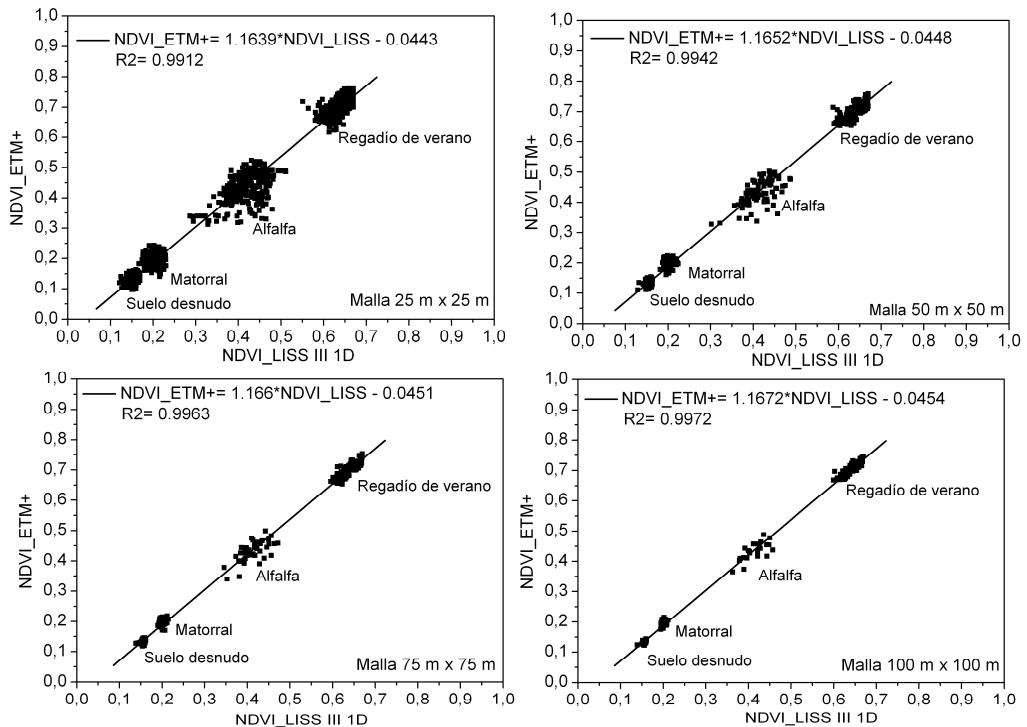 NDVI_ETM+= 1.1639*NDVI_LISS - 0.0443
R2= 0.9912
1,0
0,9
0,8
0,7
0,6
0,5
0,4
0,3
0,2
0,1
0,0
NDVI_ETM+
Regadío de verano
Alfalfa
Matorral
Suelo desnudo
Malla 25 m x 25 m
0,0 0,1 0,2 0,3 0,4 0,5 0,6 0,7 0,8 0,9 1,0
NDVI_LISS III 1D
NDVI_ETM+= 1.1652*NDVI_LISS - 0.0448
R2= 0.9942
1,0
0,9
0,8
0,7
0,6
0,5
0,4
0,3
0,2
0,1
0,0
NDVI_ETM+
Regadío de verano
Alfalfa
Matorral
Suelo desnudo
Malla 50 m x 50 m
0,0 0,1 0,2 0,3 0,4 0,5 0,6 0,7 0,8 0,9 1,0
NDVI_LISS III 1D
NDVI_ETM+= 1.166*NDVI_LISS - 0.0451
R2= 0.9963
1,0
0,9
0,8
0,7
0,6
0,5
0,4
0,3
0,2
0,1
0,0
NDVI_ETM+
Regadío de verano
Alfalfa
Matorral
Suelo desnudo
Malla 75 m x 75 m
0,0 0,1 0,2 0,3 0,4 0,5 0,6 0,7 0,8 0,9 1,0
NDVI_LISS III 1D
NDVI_ETM+= 1.1672*NDVI_LISS - 0.0454
R2= 0.9972
1,0
0,9
0,8
0,7
0,6
0,5
0,4
0,3
0,2
0,1
0,0
NDVI_ETM+
Regadío de verano
Alfalfa
Matorral
Suelo desnudo
Malla 100 m x 100 m
0,0 0,1 0,2 0,3 0,4 0,5 0,6 0,7 0,8 0,9 1,0
NDVI_LISS III 1D